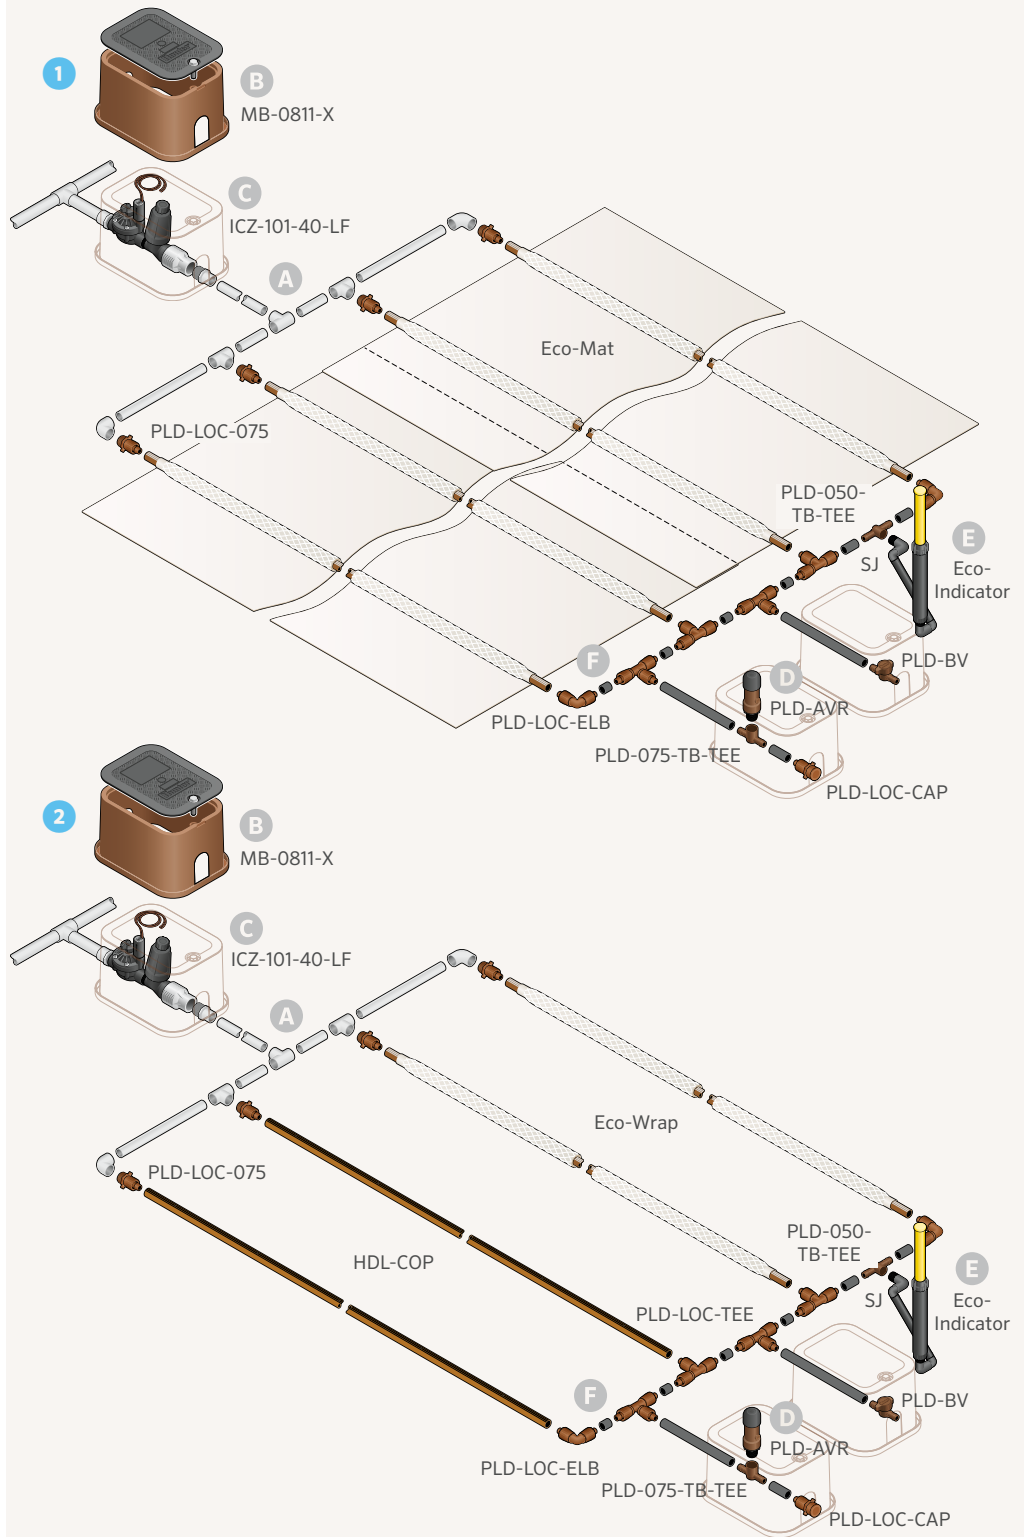 1
B
MB-0811-X
C
ICZ-101-40-LF
A
Eco-Mat
PLD-LOC-075
PLD-050-
TB-TEE
E
SJ
Eco-
Indicator
F
PLD-BV
D
PLD-AVR
PLD-LOC-ELB
PLD-075-TB-TEE
PLD-LOC-CAP
2
B
MB-0811-X
C
ICZ-101-40-LF
A
Eco-Wrap
PLD-LOC-075
PLD-050-
TB-TEE
HDL-COP
E
SJ
Eco-
Indicator
PLD-LOC-TEE
F
PLD-BV
D
PLD-AVR
PLD-LOC-ELB
PLD-075-TB-TEE
PLD-LOC-CAP